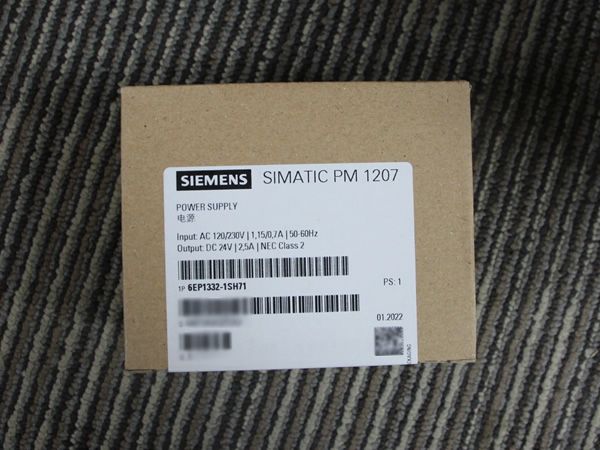 SIEMENS SIMATIC PM 1207
POWER SUPPLY
电源
Input: AC 120/230V | 1,15/0,7A | 50-60Hz
Output: DC 24V | 2,5A | NEC Class 2
1P 6EP1332-1SH71
PS: 1
01.2022